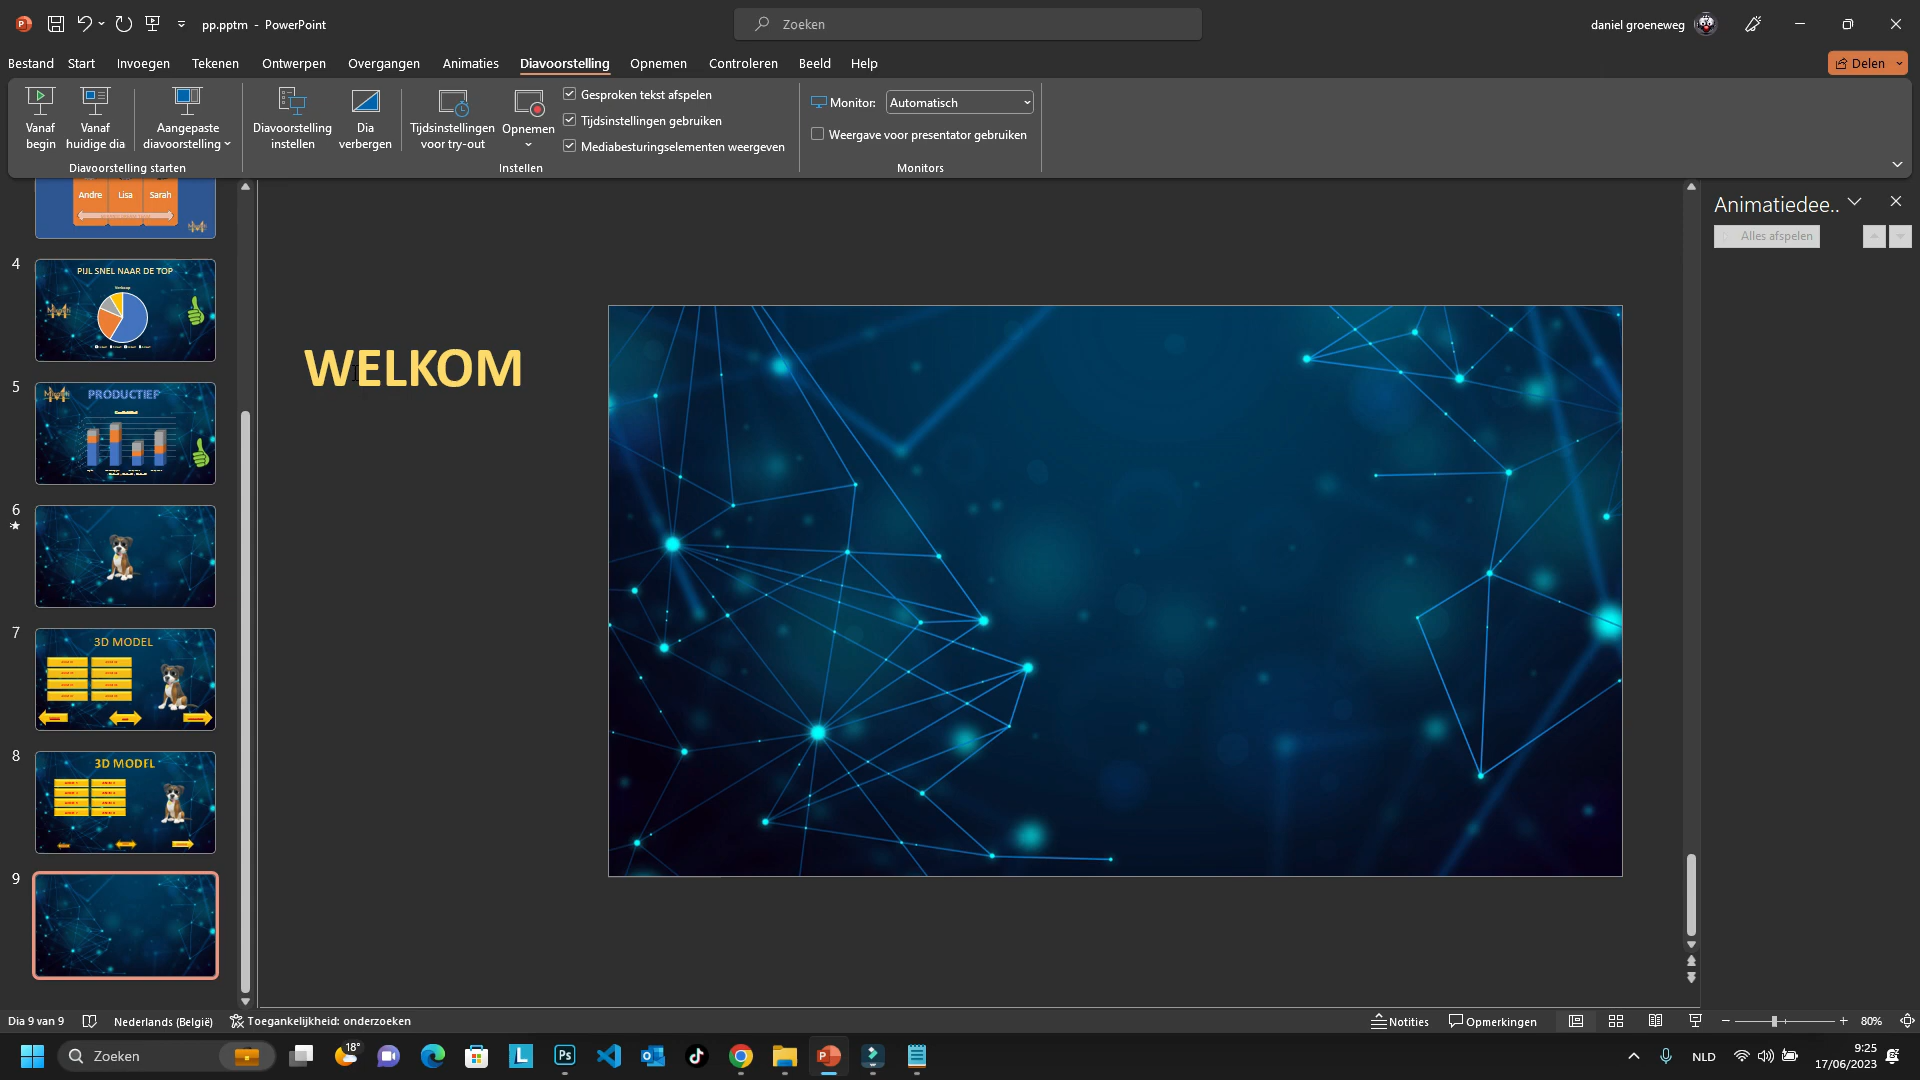 pp.pptm - PowerPoint
Zoeken
daniel groeneweg
Bestand Start Invoegen Tekenen Ontwerpen Overgangen Animaties Diavoorstelling Opnemen Controleren Beeld Help
Delen
Vanaf begin
Vanaf huidige dia
Aangepaste diavoorstelling
Diavoorstelling starten
Diavoorstelling instellen
Dia verbergen
Tijdsinstellingen voor try-out
Opnemen
Gesproken tekst afspelen
Tijdsinstellingen gebruiken
Mediabesturingselementen weergeven
Instellen
Monitor: Automatisch
Weergave voor presentator gebruiken
Monitors
Andre Lisa Sarah
4
PIJL SNEL NAAR DE TOP
Verkoop
5
PRODUCTIEF
6
7
3D MODEL
8
3D MODEL
9
WELKOM
Animatiedee..
Alles afspelen
Dia 9 van 9 Nederlands (België) Toegankelijkheid: onderzoeken
Notities Opmerkingen 80%
Zoeken
18°
NLD
9:25
17/06/2023